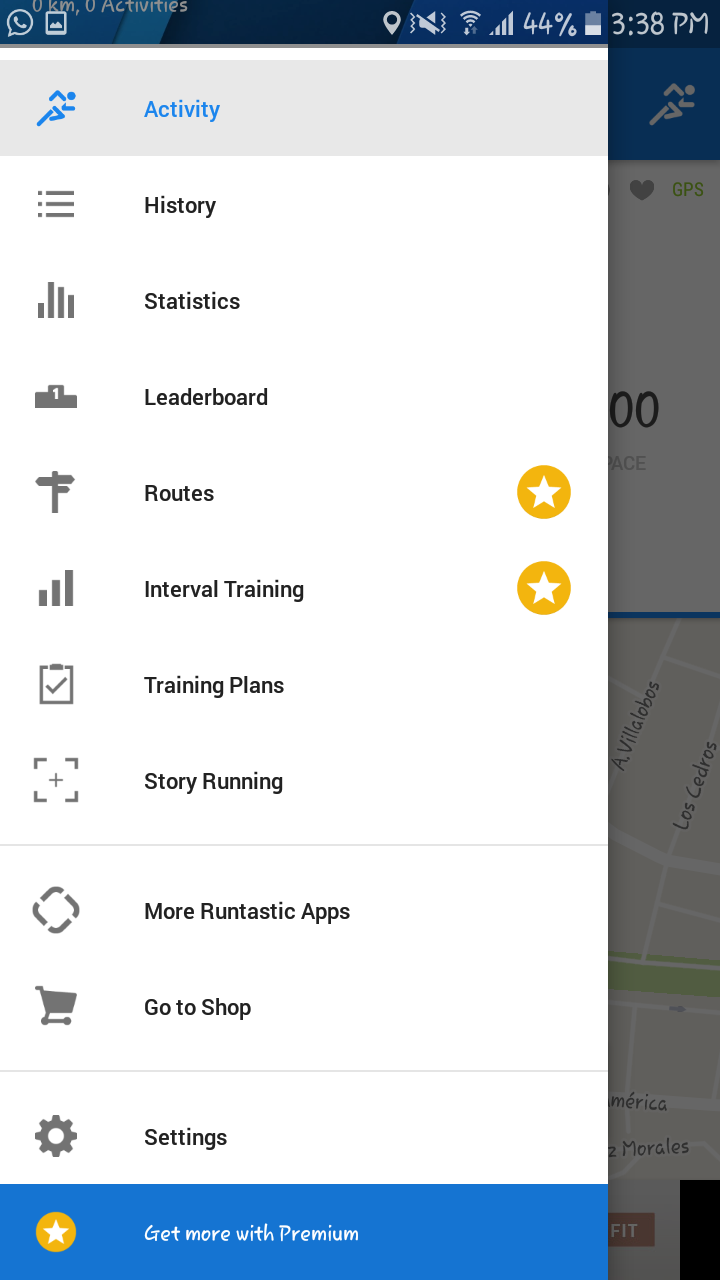 0 km, 0 Activities
44%
3:38 PM
Activity
GPS
History
Statistics
1
Leaderboard
00
PACE
Routes
Interval Training
Training Plans
A.Villalobos
Los Cedros
Story Running
More Runtastic Apps
Go to Shop
América
Settings
z Morales
Get more with Premium
FIT